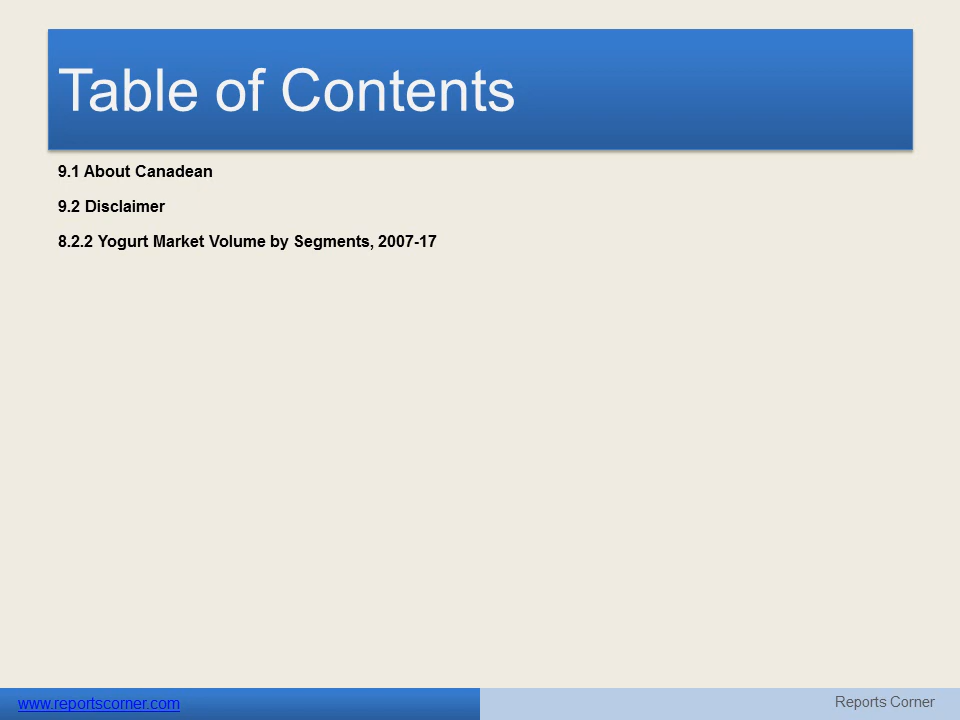 Table of Contents
9.1 About Canadean
9.2 Disclaimer
8.2.2 Yogurt Market Volume by Segments, 2007-17
www.reportscorner.com
Reports Corner